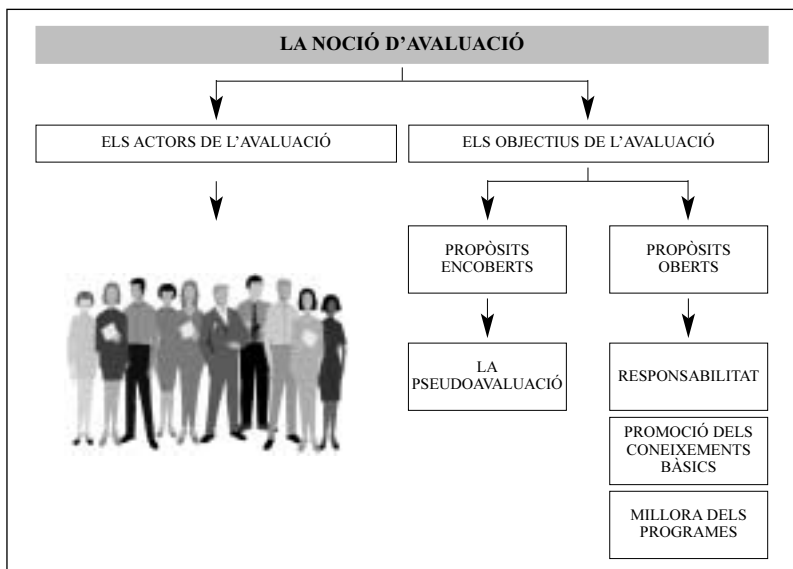 LA NOCIÓ D’AVALUACIÓ
ELS ACTORS DE L’AVALUACIÓ
ELS OBJECTIUS DE L’AVALUACIÓ
PROPÒSITS
ENCOBERTS
PROPÒSITS
OBERTS
LA
PSEUDOAVALUACIÓ
RESPONSABILITAT
PROMOCIÓ DELS
CONEIXEMENTS
BÀSICS
MILLORA DELS
PROGRAMES